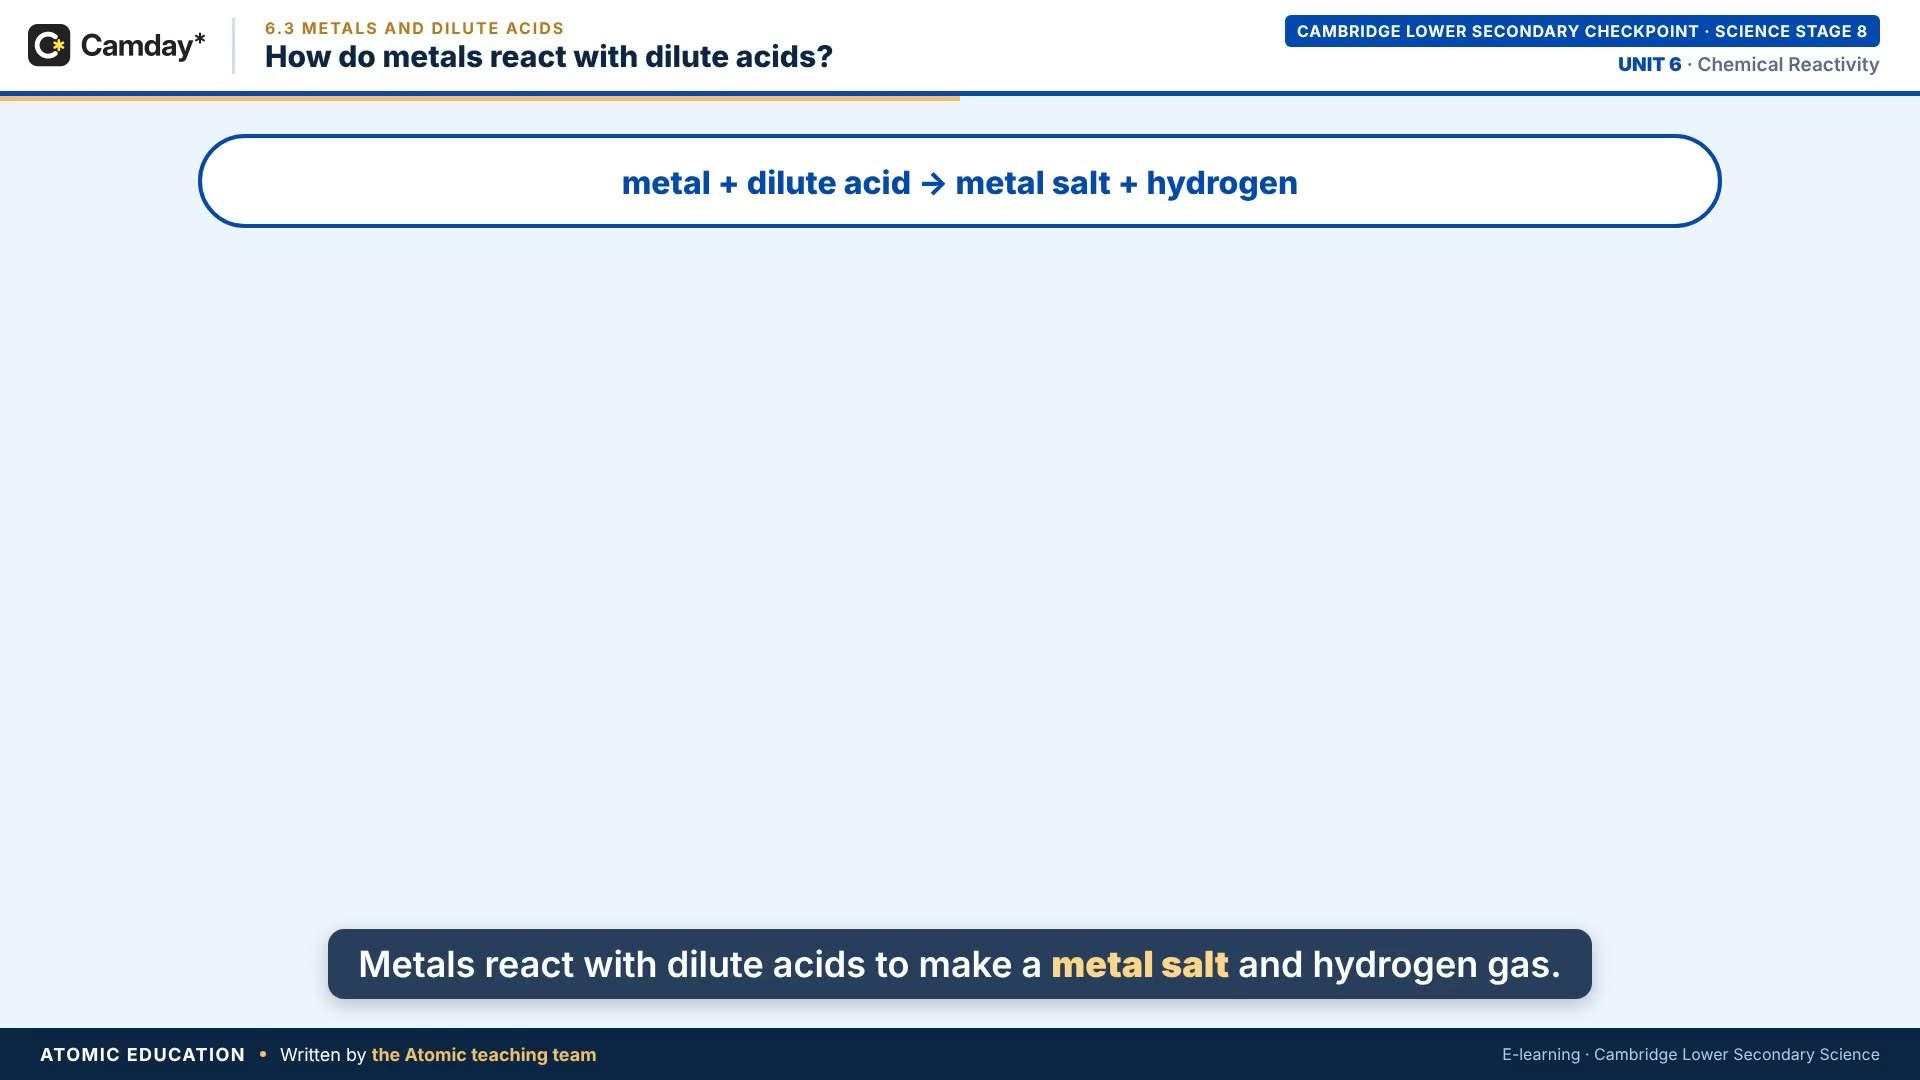 Camday*
6.3 METALS AND DILUTE ACIDS
How do metals react with dilute acids?
CAMBRIDGE LOWER SECONDARY CHECKPOINT · SCIENCE STAGE 8
UNIT 6 · Chemical Reactivity
metal + dilute acid → metal salt + hydrogen
Metals react with dilute acids to make a metal salt and hydrogen gas.
ATOMIC EDUCATION • Written by the Atomic teaching team
E-learning · Cambridge Lower Secondary Science